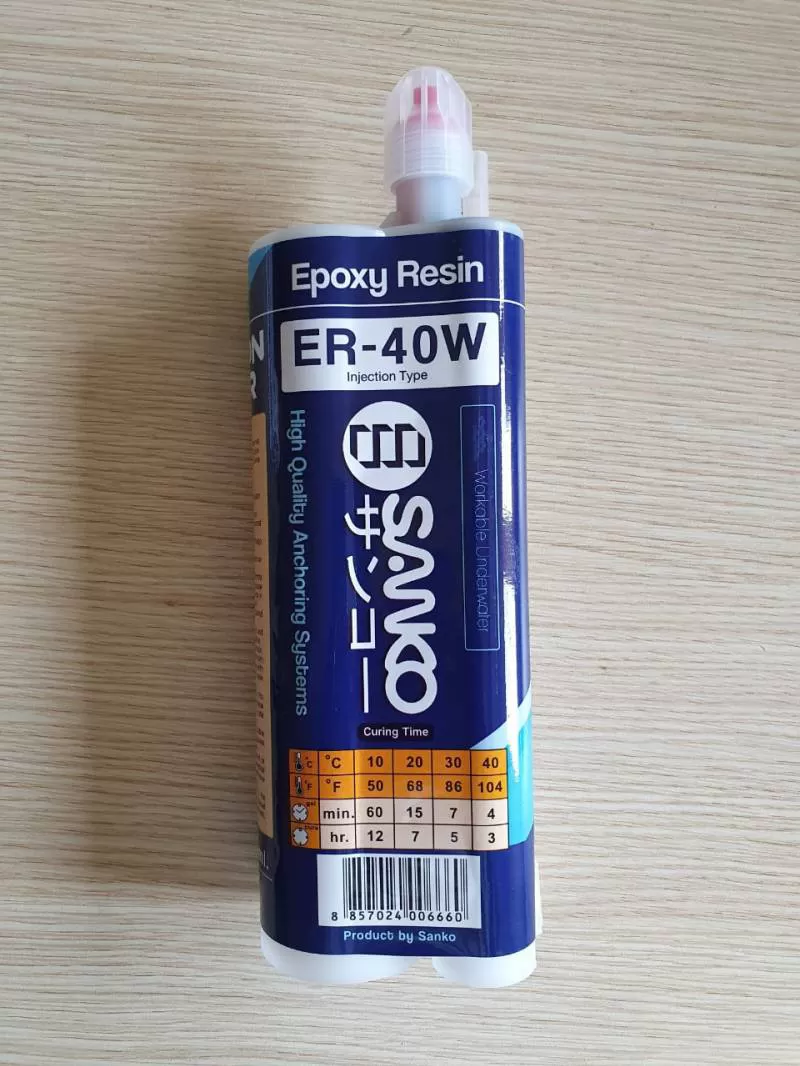 Epoxy Resin
ER-40W
Injection Type
High Quality Anchoring Systems
SANKO
サンコー
Workable Underwater
Curing Time
°C °C 10 20 30 40
°F °F 50 68 86 104
gel min. 60 15 7 4
cure hr. 12 7 5 3
8 857024 006660
Product by Sanko